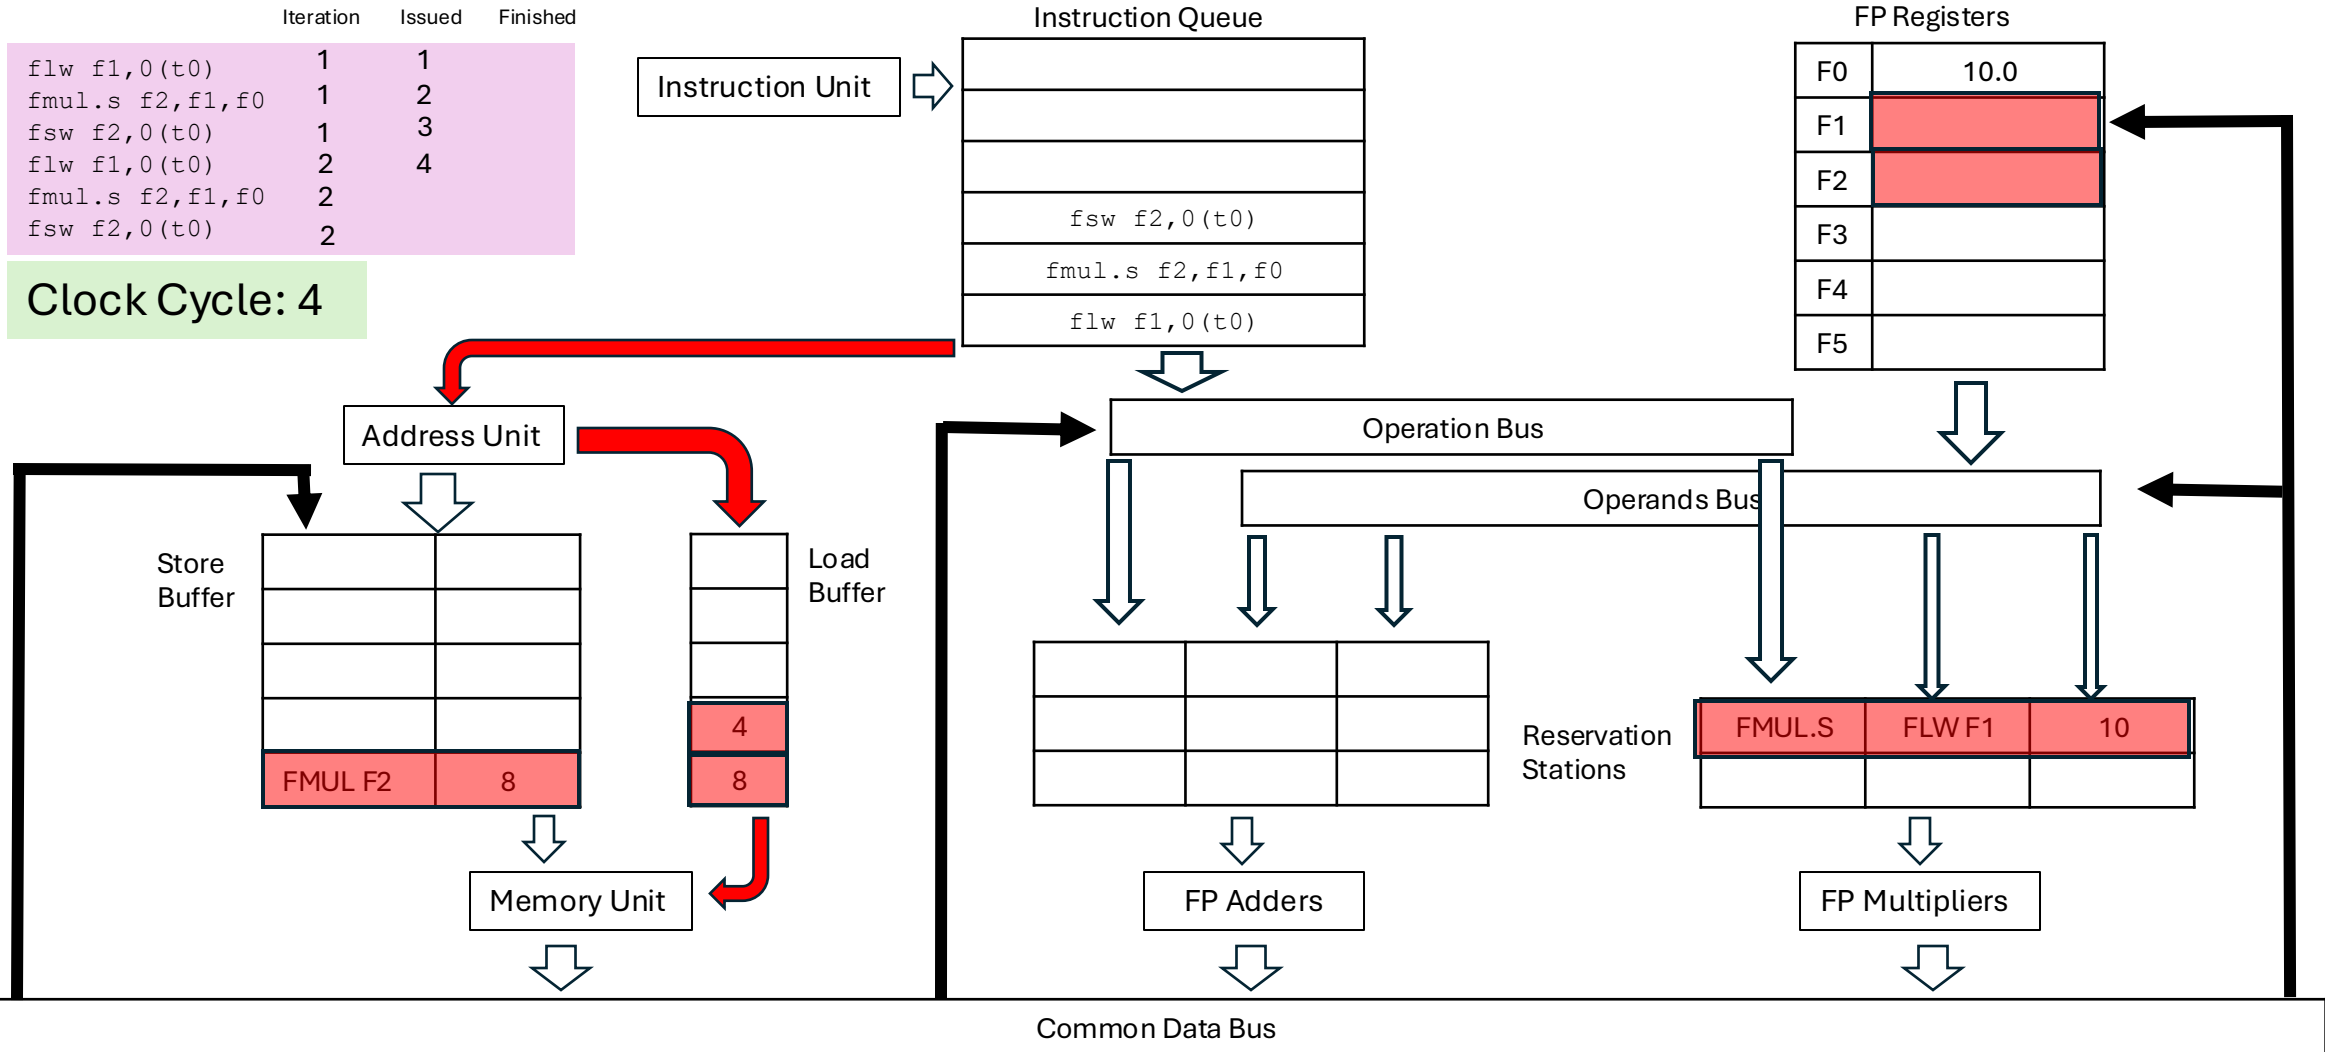 Iteration Issued Finished
flw f1,0(t0) 1 1
fmul.s f2,f1,f0 1 2
fsw f2,0(t0) 1 3
flw f1,0(t0) 2 4
fmul.s f2,f1,f0 2
fsw f2,0(t0) 2
Clock Cycle: 4
Instruction Unit
Instruction Queue
fsw f2,0(t0)
fmul.s f2,f1,f0
flw f1,0(t0)
FP Registers
F0 10.0
F1
F2
F3
F4
F5
Address Unit
Operation Bus
Operands Bus
Store
Buffer
FMUL F2 8
Load
Buffer
4
8
Reservation
Stations
FMUL.S FLW F1 10
Memory Unit
FP Adders
FP Multipliers
Common Data Bus